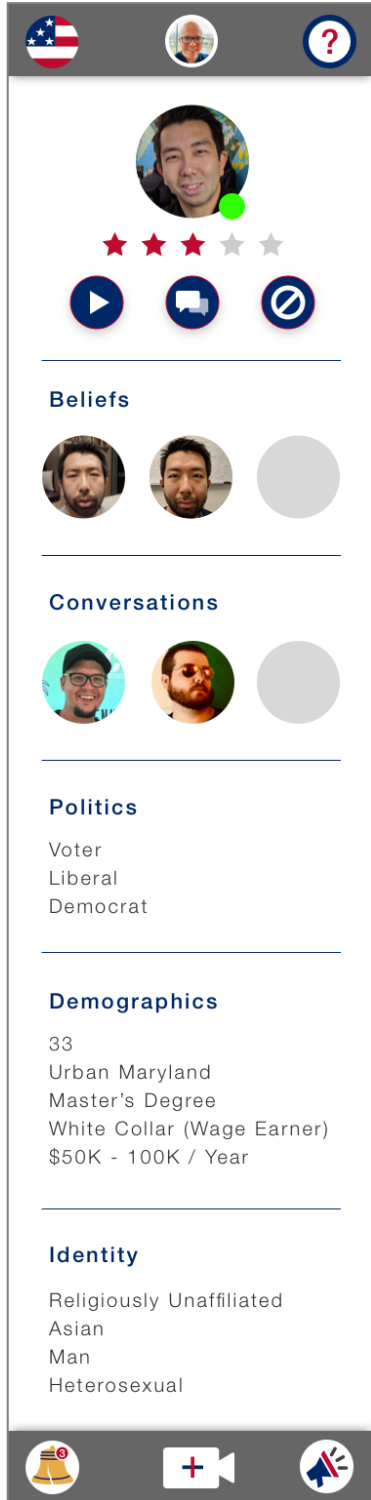 ?
Beliefs
Conversations
Politics
Voter
Liberal
Democrat
Demographics
33
Urban Maryland
Master's Degree
White Collar (Wage Earner)
$50K - 100K / Year
Identity
Religiously Unaffiliated
Asian
Man
Heterosexual
3